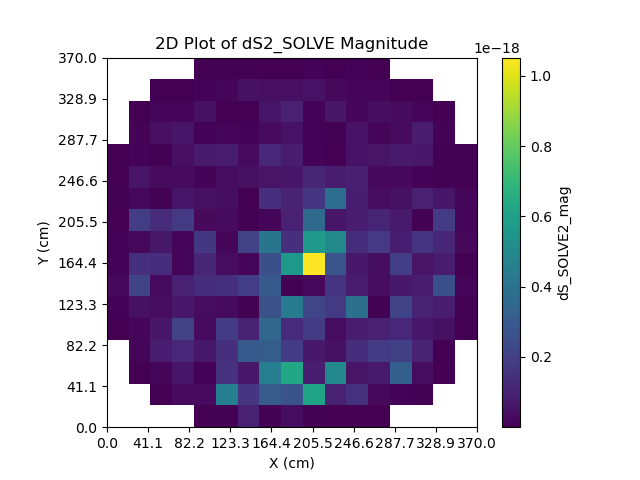 2D Plot of dS2_SOLVE Magnitude
1e−18
370.0
328.9
287.7
246.6
205.5
164.4
123.3
82.2
41.1
0.0
Y (cm)
0.0 41.1 82.2 123.3 164.4 205.5 246.6 287.7 328.9 370.0
X (cm)
1.0
0.8
0.6
0.4
0.2
ds_SOLVE2_mag